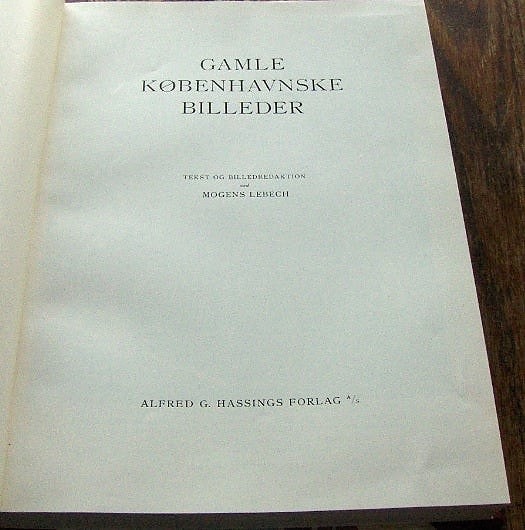 GAMLE
KØBENHAVNSKE
BILLEDER
TEKST OG BILLEDREDAKTION
ved
MOGENS LEBECH
ALFRED G. HASSINGS FORLAG A/S